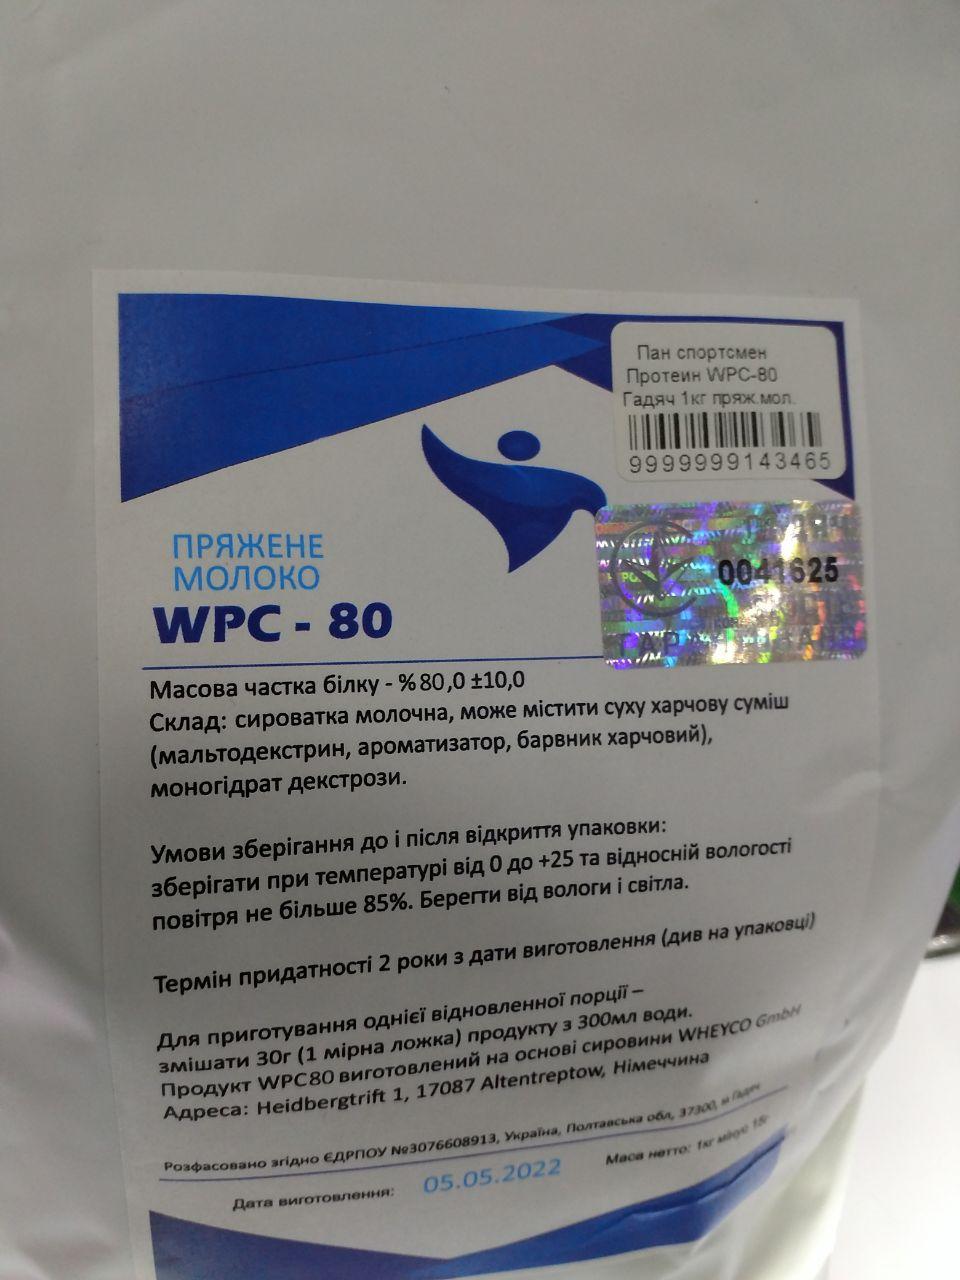 Пан спортсмен
Протеин WPC-80
Гадяч 1кг пряж.мол.
9999999143465
0041625
ПРЯЖЕНЕ
МОЛОКО
WPC - 80
Масова частка білку - %80,0 ±10,0
Склад: сироватка молочна, може містити суху харчову суміш
(мальтодекстрин, ароматизатор, барвник харчовий),
моногідрат декстрози.
Умови зберігання до і після відкриття упаковки:
зберігати при температурі від 0 до +25 та відносній вологості
повітря не більше 85%. Берегти від вологи і світла.
Термін придатності 2 роки з дати виготовлення (див на упаковці)
Для приготування однієї відновленної порції –
змішати 30г (1 мірна ложка) продукту з 300мл води.
Продукт WPC80 виготовлений на основі сировини WHEYCO GmbH
Адреса: Heidbergtrift 1, 17087 Altentreptow, Німеччина
Розфасовано згідно ЄДРПОУ №3076608913, Україна, Полтавська обл, 37300, м Гадяч
Дата виготовлення: 05.05.2022 Маса нетто: 1кг мінус 15г